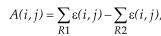 A(i, j) = ∑_{R1} ε(i, j) − ∑_{R2} ε(i, j),